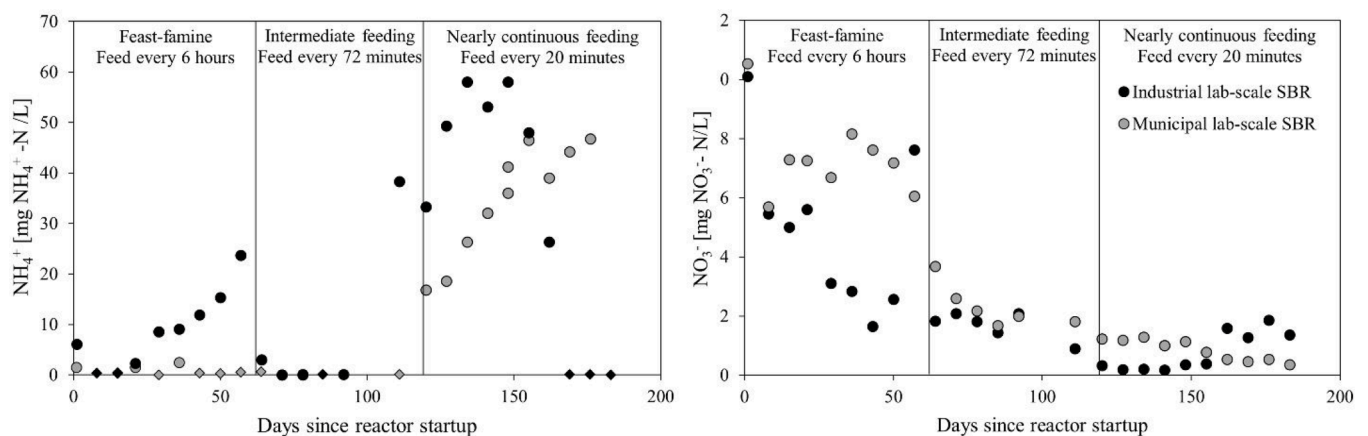 70
60
50
40
30
20
10
0
NH₄⁺ [mg NH₄⁺ -N /L]
Feast-famine
Feed every 6 hours
Intermediate feeding
Feed every 72 minutes
Nearly continuous feeding
Feed every 20 minutes
0 50 100 150 200
Days since reactor startup
0
8
6
4
2
0
NO₃⁻ [mg NO₃⁻- N/L]
Feast-famine
Feed every 6 hours
Intermediate feeding
Feed every 72 minutes
Nearly continuous feeding
Feed every 20 minutes
Industrial lab-scale SBR
Municipal lab-scale SBR
0 50 100 150 200
Days since reactor startup